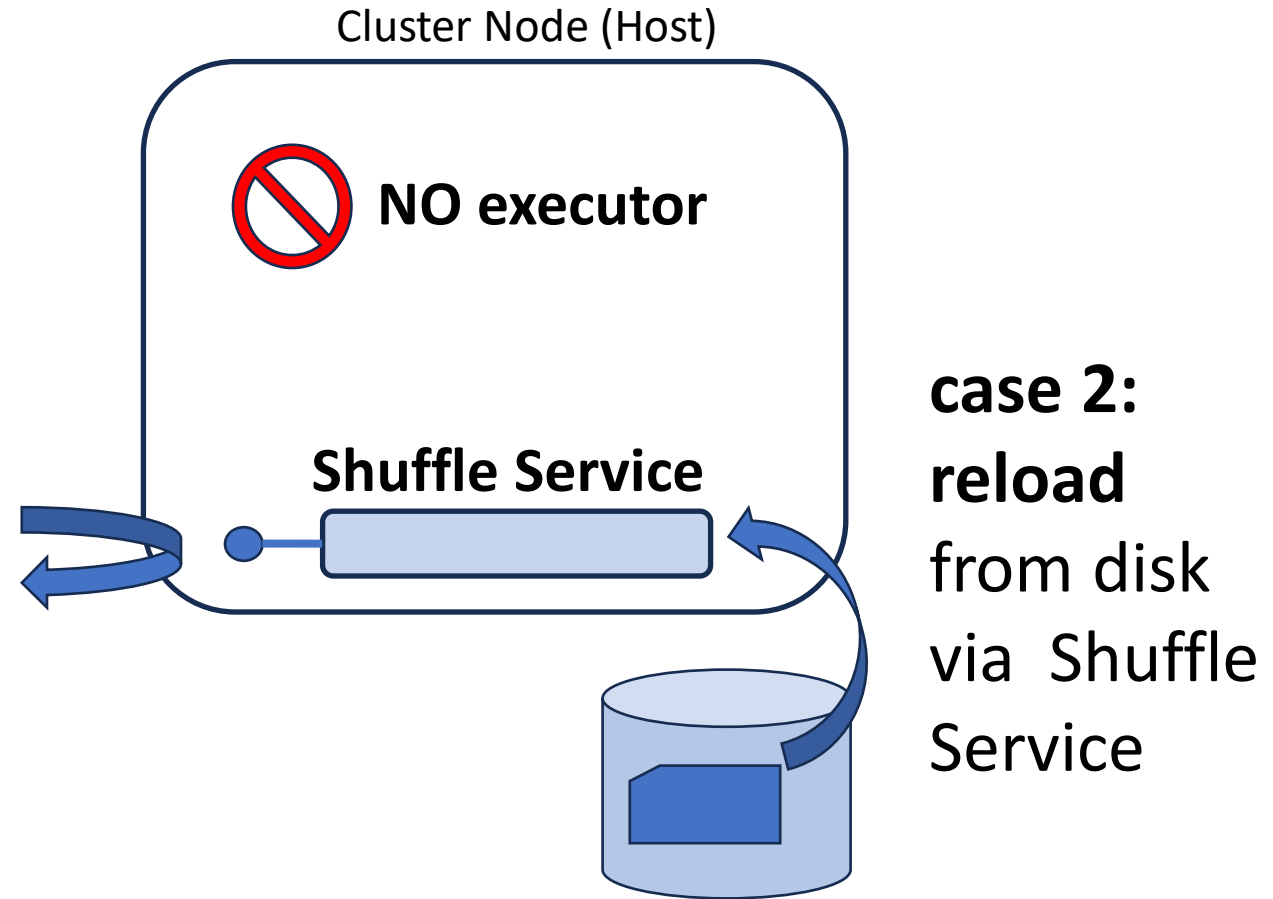 Cluster Node (Host)
NO executor
Shuffle Service
case 2:
reload
from disk
via  Shuffle
Service